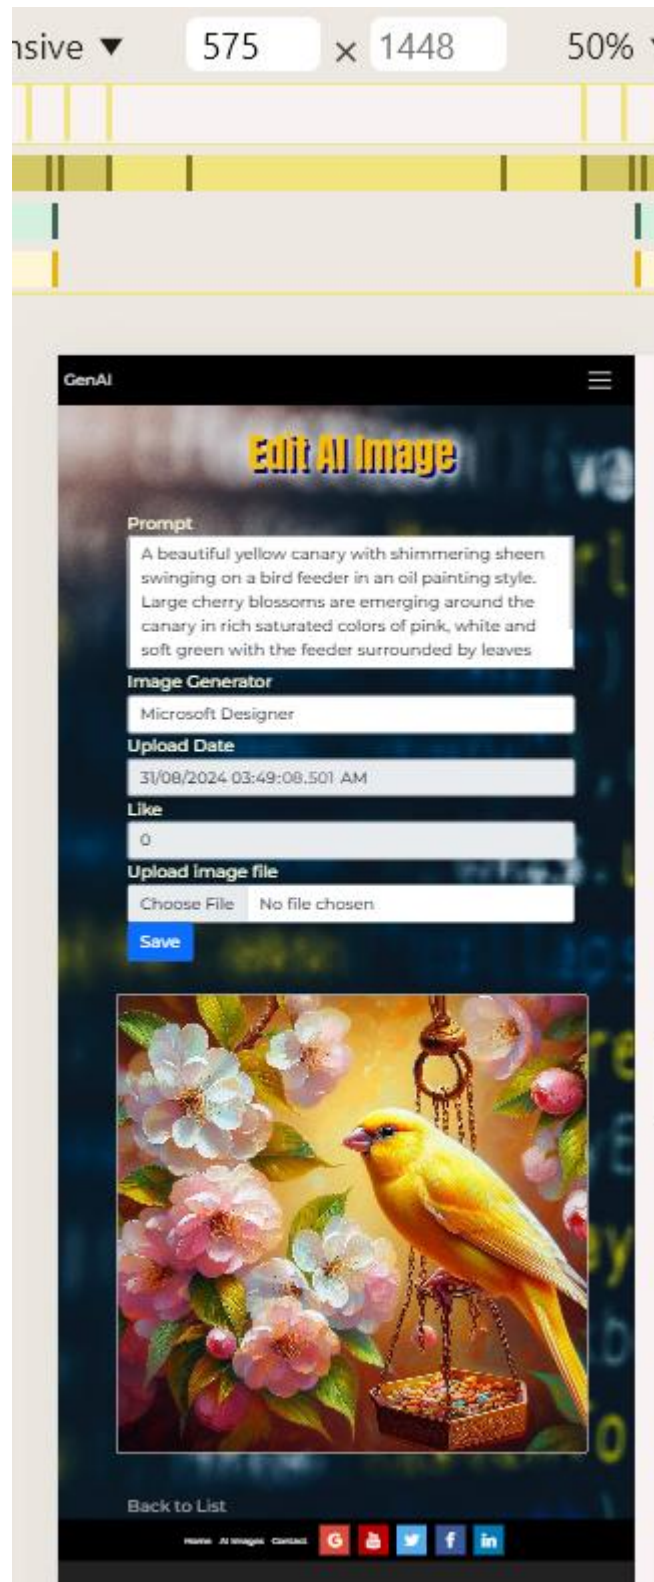 nsive ▼ 575 × 1448 50%
GenAI
Edit AI Image
Prompt
A beautiful yellow canary with shimmering sheen
swinging on a bird feeder in an oil painting style.
Large cherry blossoms are emerging around the
canary in rich saturated colors of pink, white and
soft green with the feeder surrounded by leaves
Image Generator
Microsoft Designer
Upload Date
31/08/2024 03:49:08.501 AM
Like
0
Upload image file
Choose File No file chosen
Save
Back to List
Home AI Images Contact G You f in